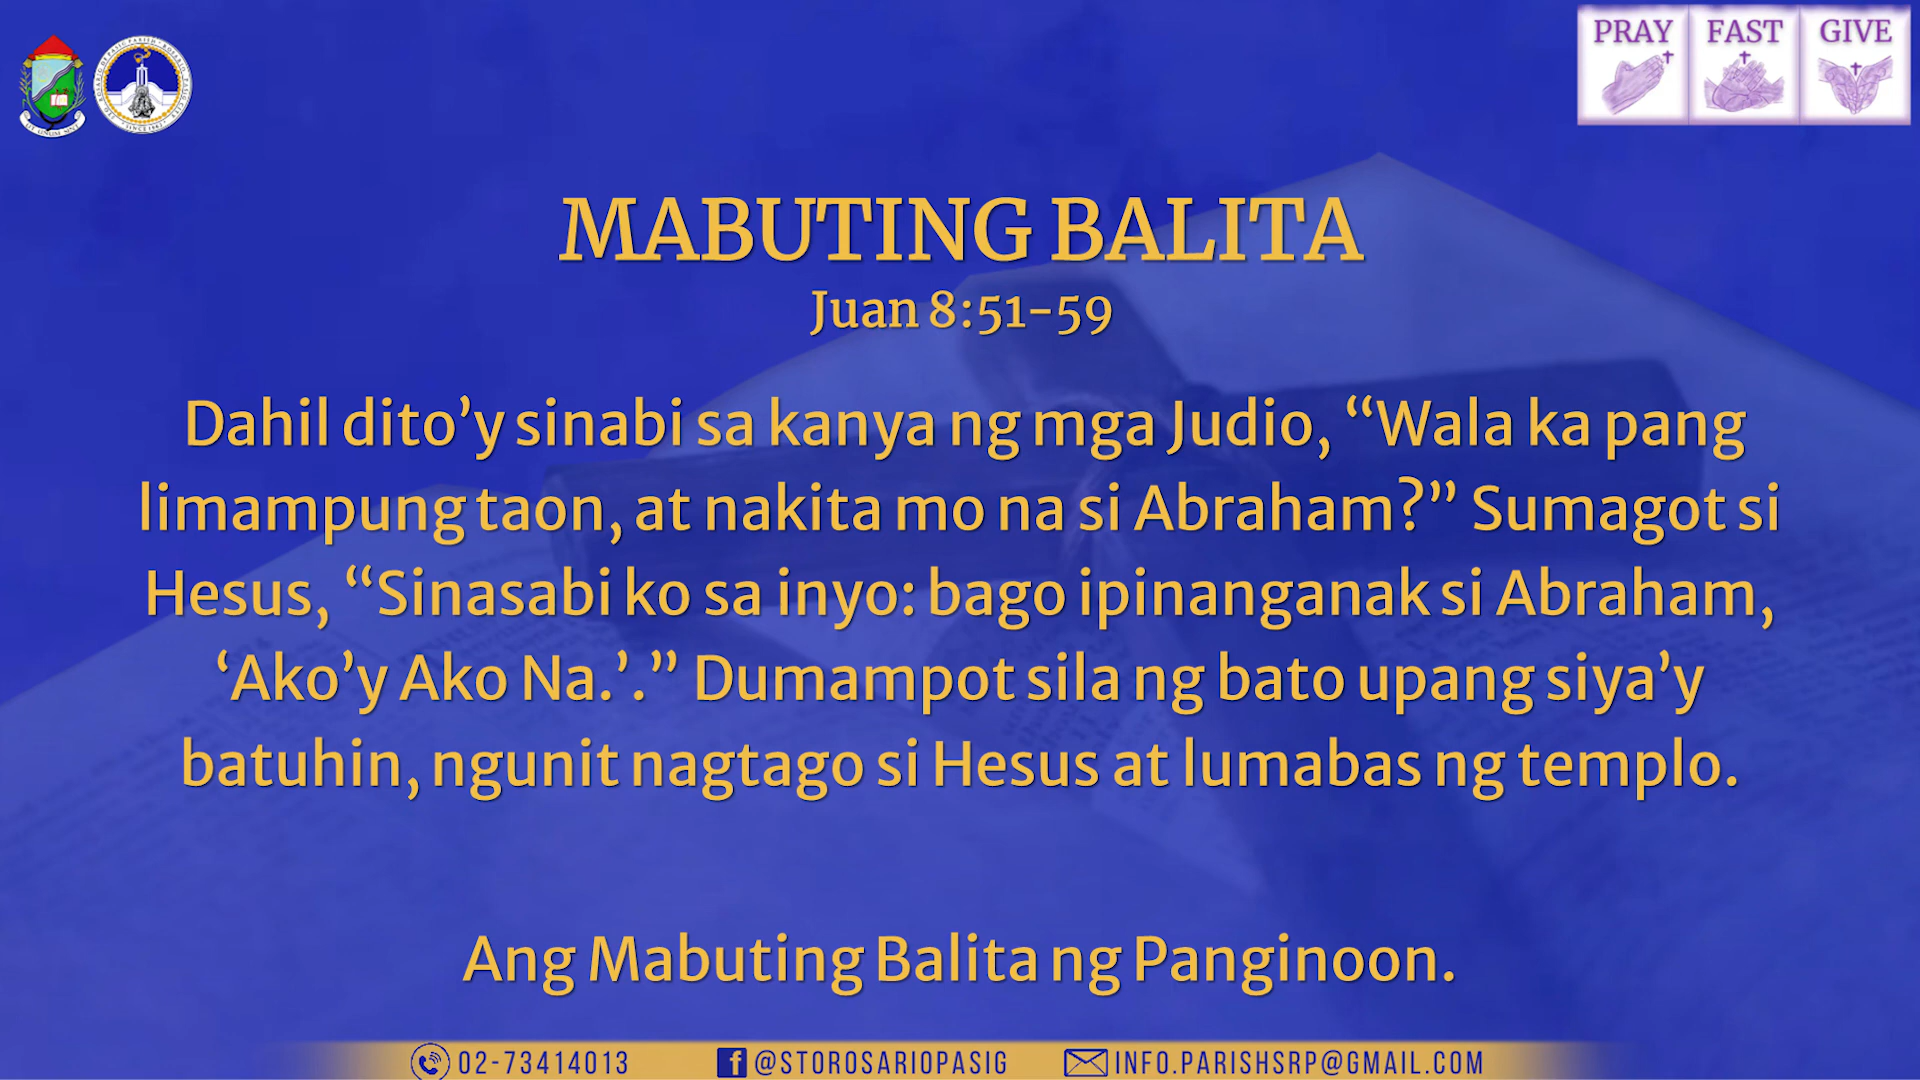 PRAY FAST GIVE
MABUTING BALITA
Juan 8:51-59
Dahil dito’y sinabi sa kanya ng mga Judio, “Wala ka pang
limampung taon, at nakita mo na si Abraham?” Sumagot si
Hesus, “Sinasabi ko sa inyo: bago ipinanganak si Abraham,
‘Ako’y Ako Na.’.” Dumampot sila ng bato upang siya’y
batuhin, ngunit nagtago si Hesus at lumabas ng templo.
Ang Mabuting Balita ng Panginoon.
02-73414013 @STOROSARIOPASIG INFO.PARISHSRP@GMAIL.COM